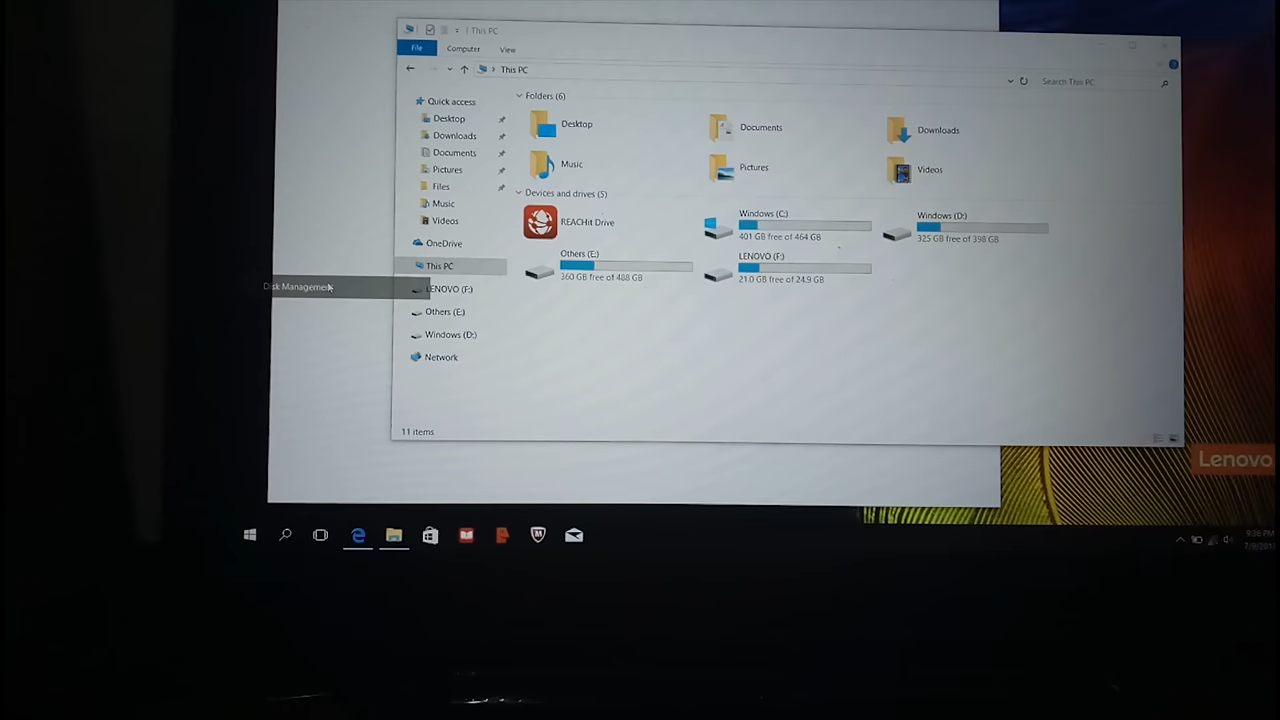 This PC
File Computer View
This PC
Search This PC
Quick access
Desktop
Downloads
Documents
Pictures
Files
Music
Videos
OneDrive
This PC
LENOVO (F:)
Others (E:)
Windows (D:)
Network
Folders (6)
Desktop
Documents
Downloads
Music
Pictures
Videos
Devices and drives (5)
REACHit Drive
Windows (C:)
401 GB free of 464 GB
Windows (D:)
325 GB free of 398 GB
Others (E:)
360 GB free of 488 GB
LENOVO (F:)
21.0 GB free of 24.9 GB
Disk Management
11 items
Lenovo
9:36 PM